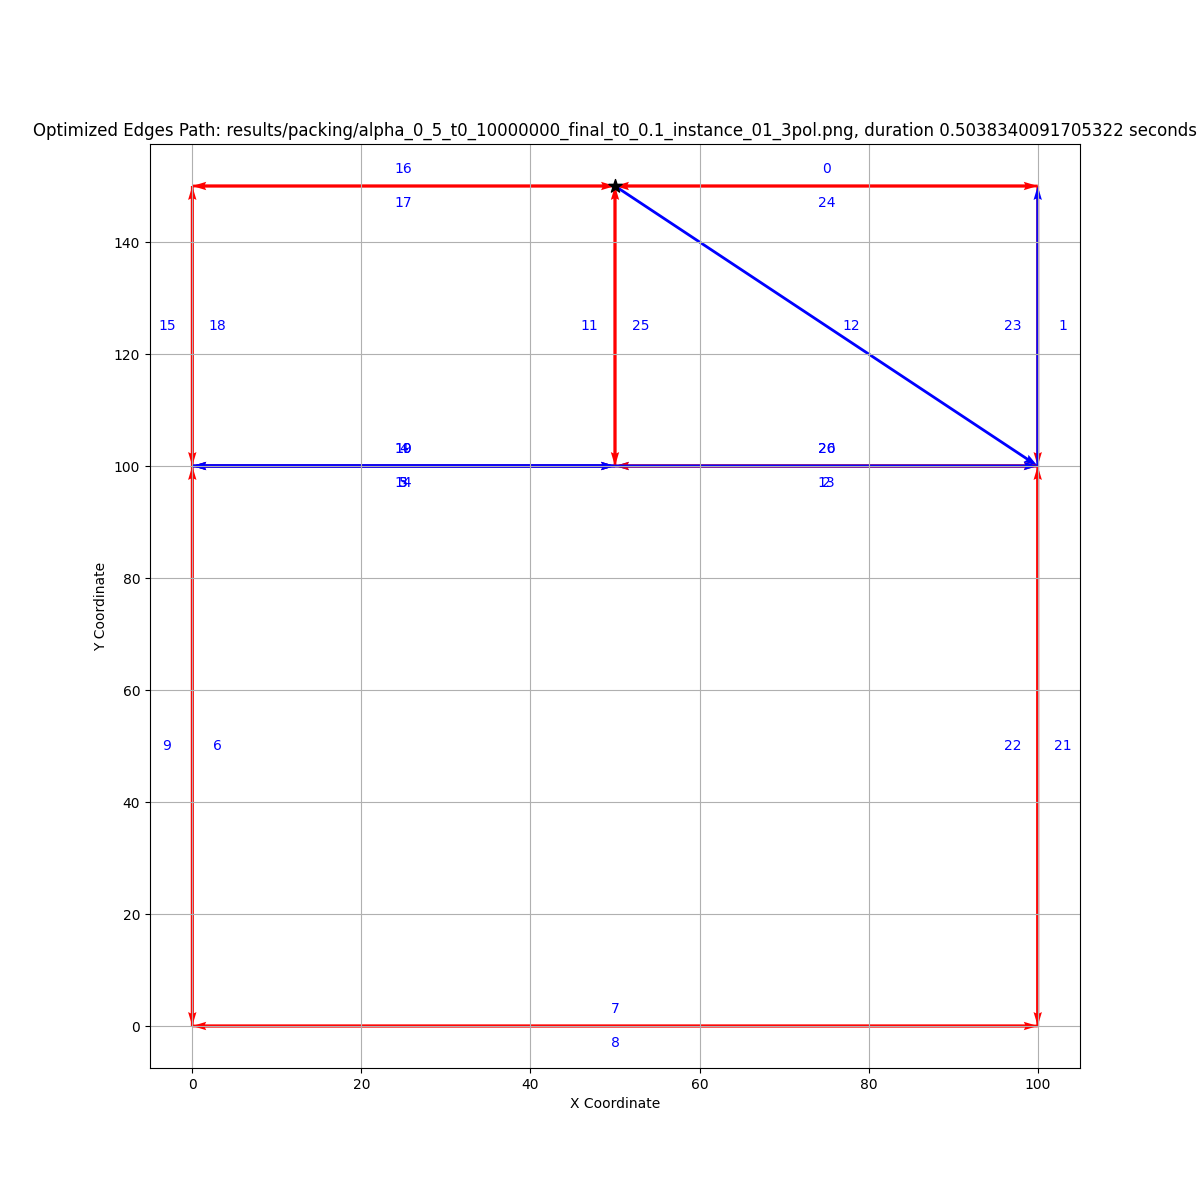 Optimized Edges Path: results/packing/alpha_0_5_t0_10000000_final_t0_0.1_instance_01_3pol.png, duration 0.5038340091705322 seconds
16 0
17 24
140
15 18 11 25 12 23 1
120
100
80
Y Coordinate
60
9 6 22 21
40
20
7
0
8
0 20 40 60 80 100
X Coordinate